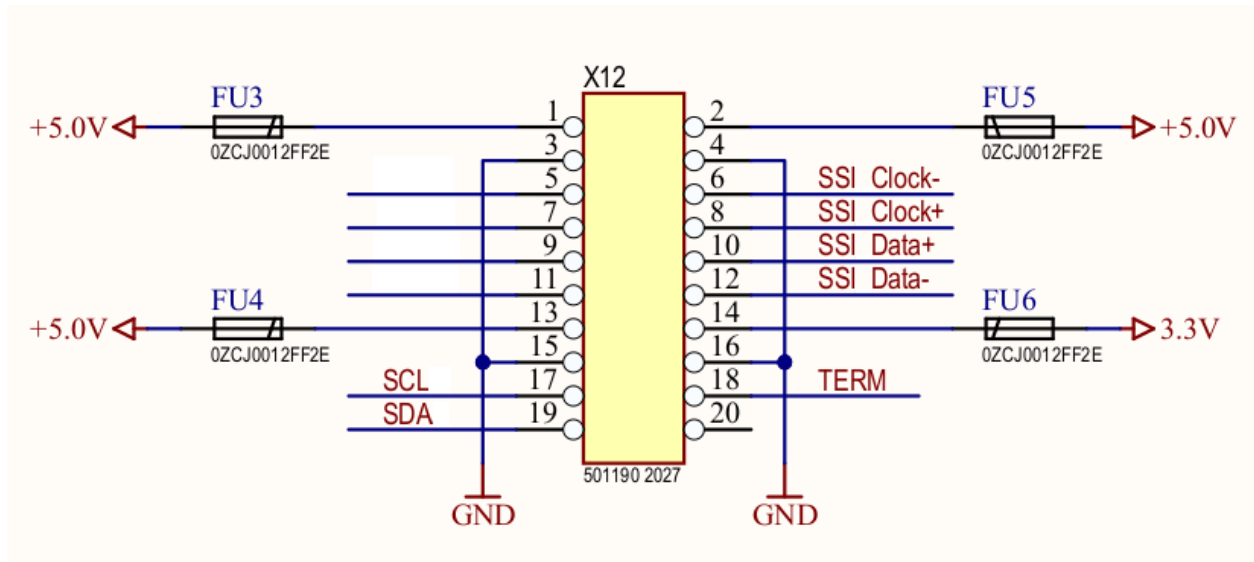 X12
FU3
FU5
+5.0V
1
2
+5.0V
0ZCJ0012FF2E
0ZCJ0012FF2E
3
4
5
6
SSI Clock-
7
8
SSI Clock+
9
10
SSI Data+
11
12
SSI Data-
FU4
FU6
+5.0V
13
14
3.3V
0ZCJ0012FF2E
0ZCJ0012FF2E
15
16
SCL
17
18
TERM
SDA
19
20
501190 2027
GND
GND